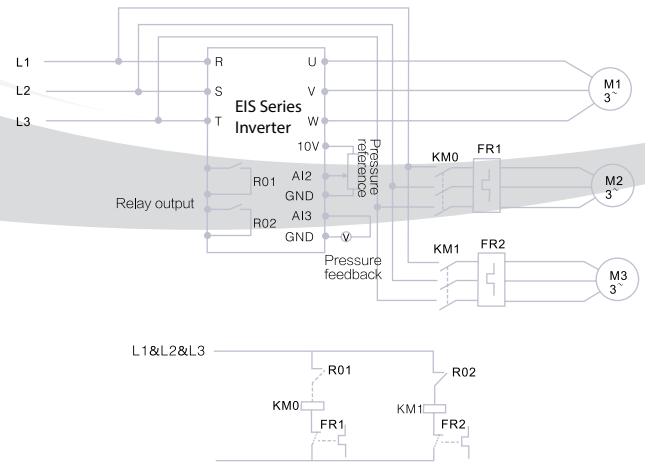 L1
L2
L3
R
S
T
EIS Series
Inverter
U
V
W
10V
AI2
GND
AI3
GND
R01
R02
Relay output
Pressure
reference
V
Pressure
feedback
KM0
FR1
KM1
FR2
M1
3~
M2
3~
M3
3~
L1&L2&L3
R01
R02
KM0
KM1
FR1
FR2